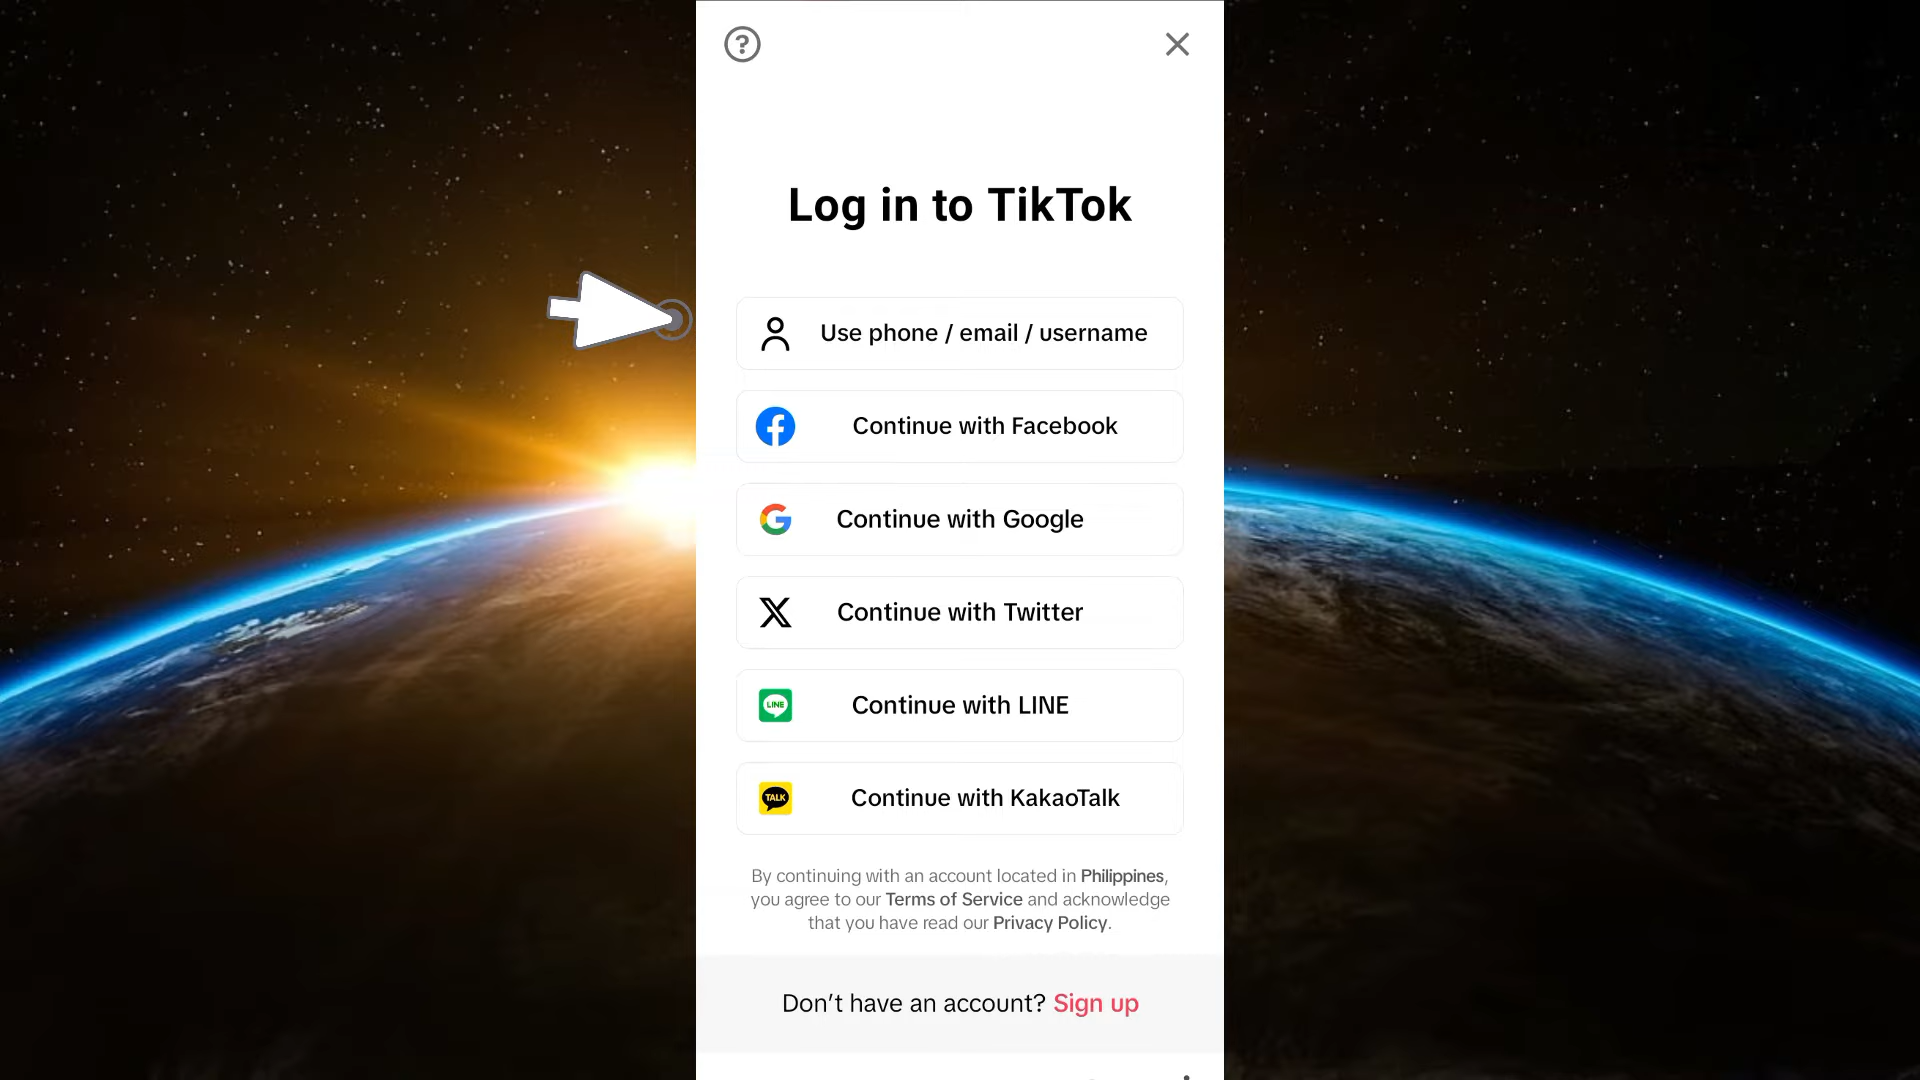 ?
Log in to TikTok
Use phone / email / username
Continue with Facebook
Continue with Google
Continue with Twitter
LINE Continue with LINE
TALK Continue with KakaoTalk
By continuing with an account located in Philippines,
you agree to our Terms of Service and acknowledge
that you have read our Privacy Policy.
Don’t have an account? Sign up